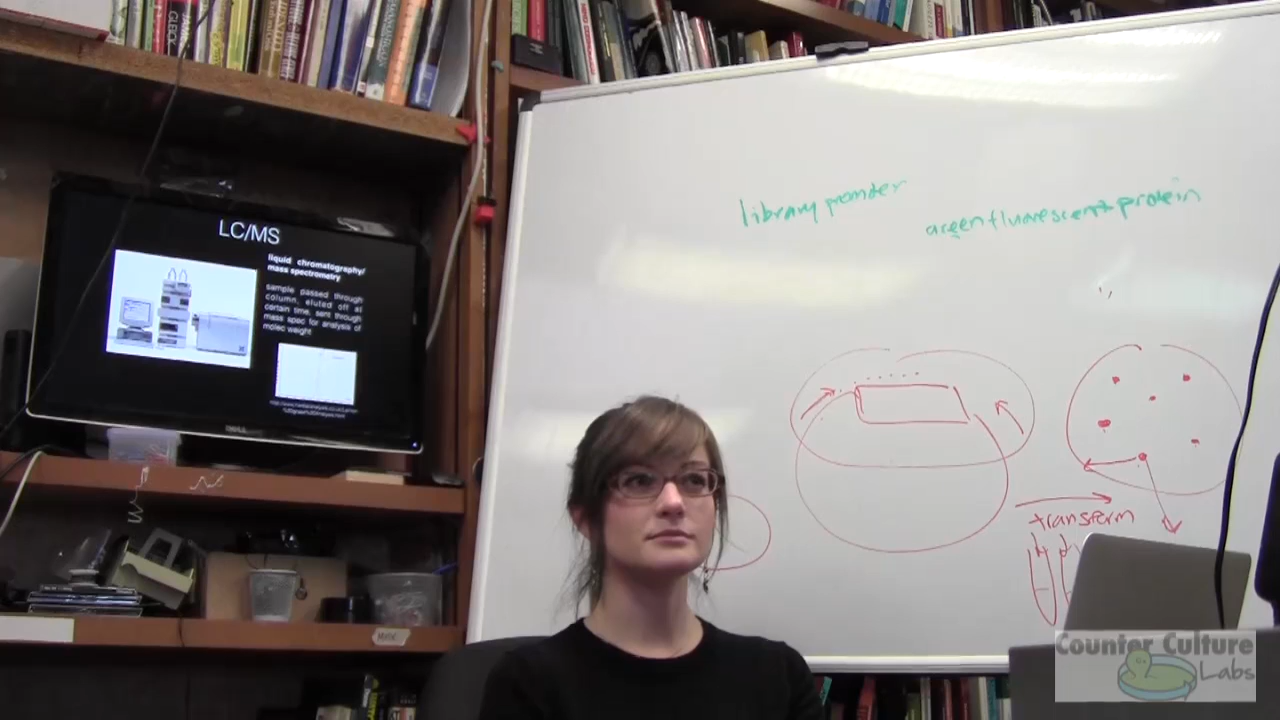 LC/MS
liquid chromatography/
mass spectrometry
sample passed through
column, eluted off at
certain time, sent through
mass spec for analysis of
molec weight
DELL
library promoter
green fluorescent protein
transform
Counter Culture
Labs